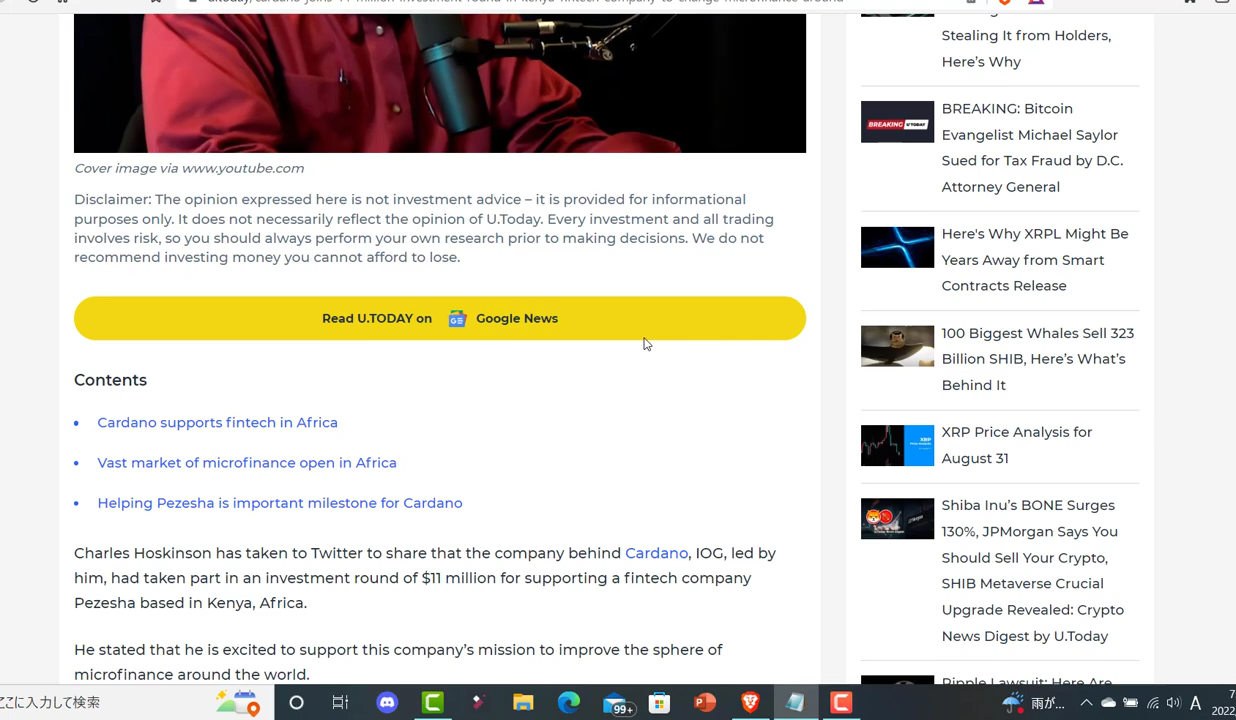 Stealing It from Holders,
Here's Why
BREAKING: Bitcoin
Evangelist Michael Saylor
Sued for Tax Fraud by D.C.
Attorney General
BREAKING U.TODAY
Here's Why XRPL Might Be
Years Away from Smart
Contracts Release
100 Biggest Whales Sell 323
Billion SHIB, Here's What's
Behind It
XRP Price Analysis for
August 31
Shiba Inu's BONE Surges
130%, JPMorgan Says You
Should Sell Your Crypto,
SHIB Metaverse Crucial
Upgrade Revealed: Crypto
News Digest by U.Today
Ripple Lawsuit: Here Are
Cover image via www.youtube.com
Disclaimer: The opinion expressed here is not investment advice – it is provided for informational
purposes only. It does not necessarily reflect the opinion of U.Today. Every investment and all trading
involves risk, so you should always perform your own research prior to making decisions. We do not
recommend investing money you cannot afford to lose.
Read U.TODAY on Google News
Contents
Cardano supports fintech in Africa
Vast market of microfinance open in Africa
Helping Pezesha is important milestone for Cardano
Charles Hoskinson has taken to Twitter to share that the company behind Cardano, IOG, led by
him, had taken part in an investment round of $11 million for supporting a fintech company
Pezesha based in Kenya, Africa.
He stated that he is excited to support this company's mission to improve the sphere of
microfinance around the world.
ここに入力して検索
99+
雨が...
A
2022